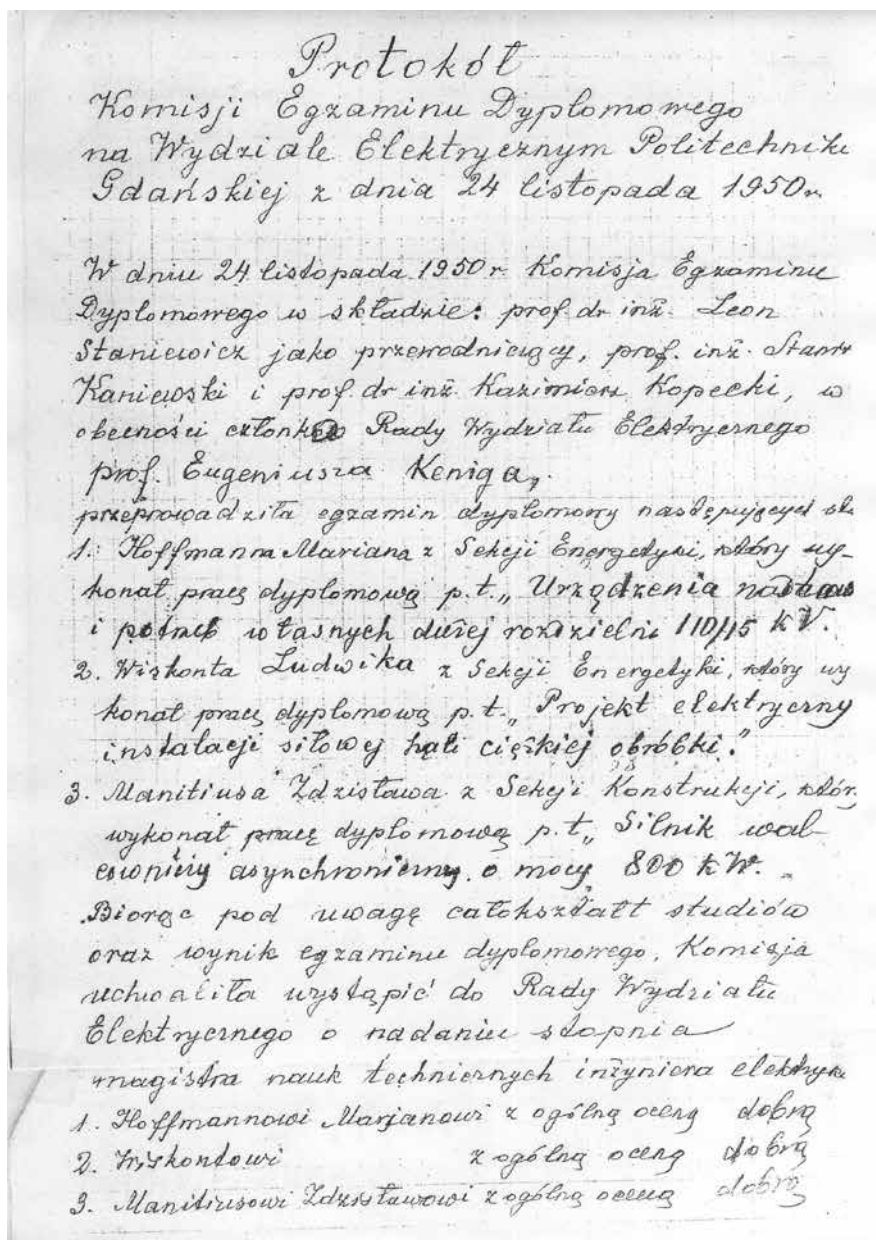 Protokół
Komisji Egzaminu Dyplomowego
na Wydziale Elektrycznym Politechniki
Gdańskiej z dnia 24 listopada 1950 r.
W dniu 24 listopada 1950 r. Komisja Egzaminu
Dyplomowego w składzie: prof. dr inż. Leon
Staniewicz jako przewodniczący, prof. inż.
Kaniewski i prof. dr inż. Kazimierz Kopecki, w
obecności członków Rady Wydziału Elektrycznego
prof. Eugeniusza Keniga,
przeprowadziła egzamin dyplomowy następujących
1. Hoffmanna Mariana z Sekcji Energetyki, który wy-
konał pracę dyplomową p.t. „Urządzenia
i potrzeb własnych dużej rozdzielni 110/15 kV.
2. Wiskonta Ludwika z Sekcji Energetyki, który wy
konał pracę dyplomową p.t. „Projekt elektryczny
instalacji siłowej hali ciężkiej obróbki."
3. Manitiusa Zdzisława z Sekcji Konstrukcji, któr
wykonał pracę dyplomową p.t. „Silnik wal-
cowniczy asynchroniczny o mocy 800 kW. "
Biorąc pod uwagę całokształt studiów
oraz wynik egzaminu dyplomowego, Komisja
uchwaliła wystąpić do Rady Wydziału
Elektrycznego o nadaniu stopnia
magistra nauk technicznych inżyniera elektryka
1. Hoffmannowi Marjanowi z ogólną oceną dobrą
2. Wiskontowi z ogólną oceną dobrą
3. Manitiusowi Zdzisławowi z ogólną oceną dobrą